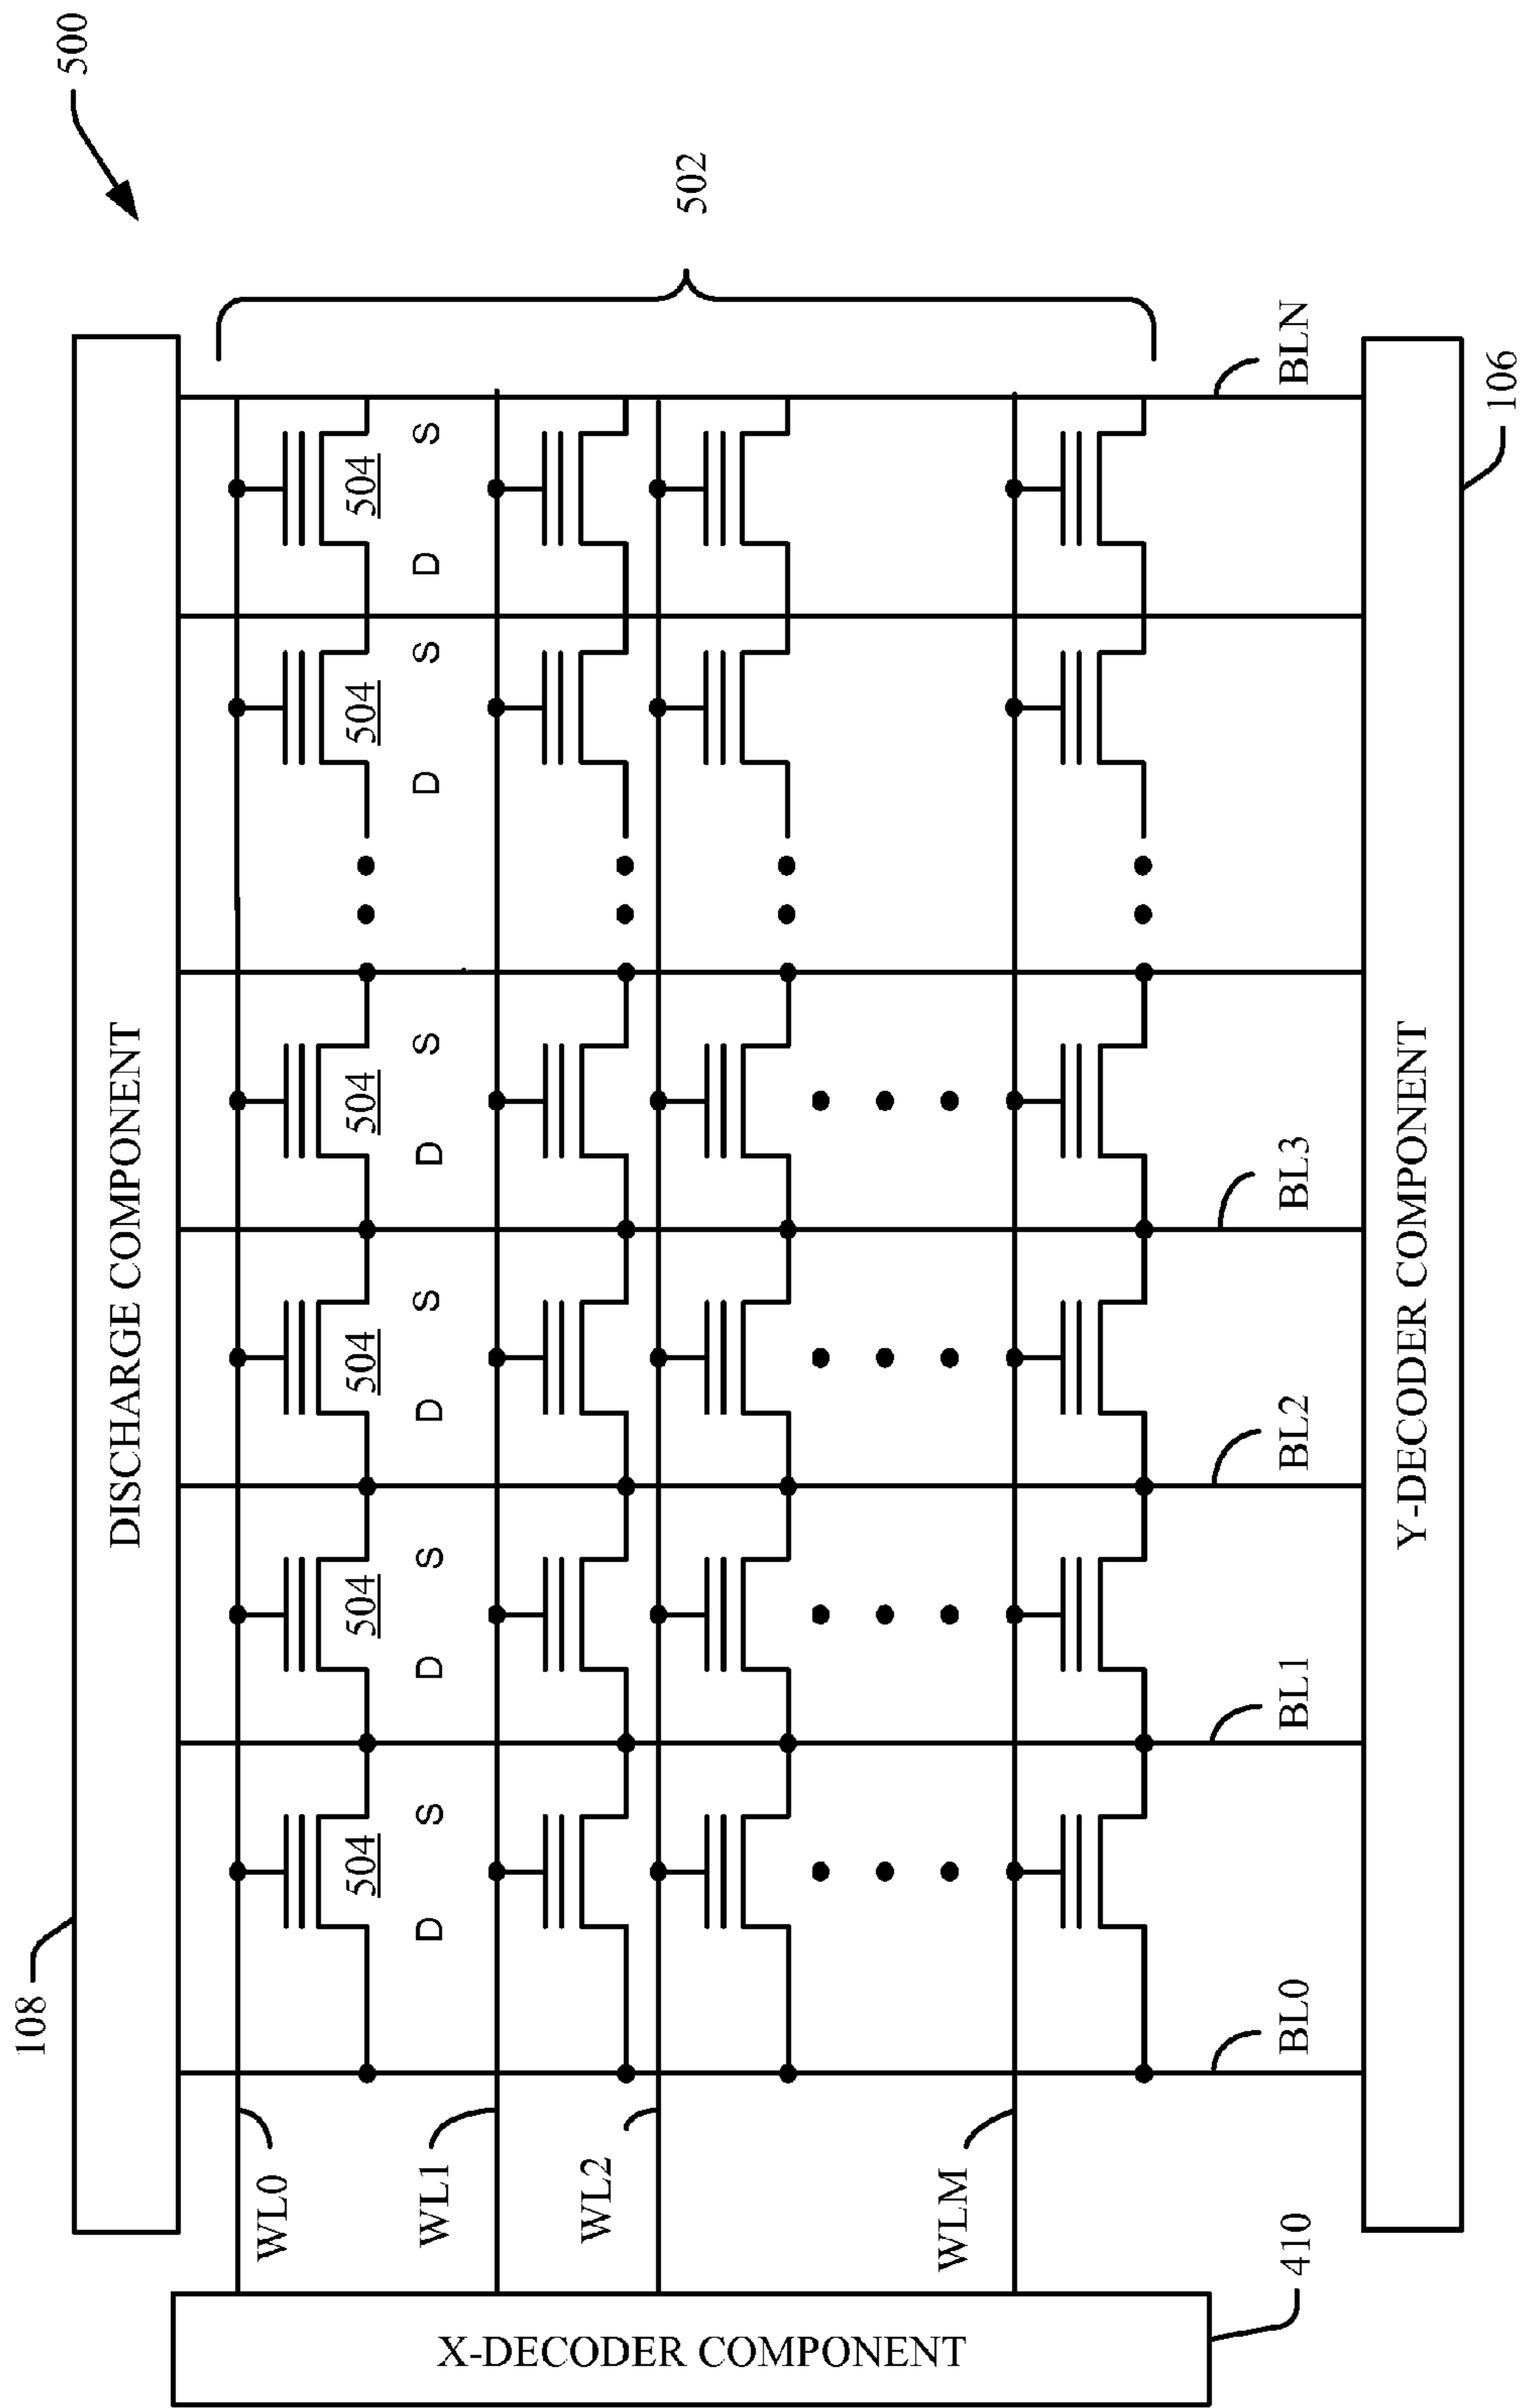 500
108
DISCHARGE COMPONENT
WL0
504 504 504 504 504 504
D S D S D S D S D S D S
502
WL1
WL2
WLM
X-DECODER COMPONENT
410
BL0 BL1 BL2 BL3 BLN
Y-DECODER COMPONENT
106